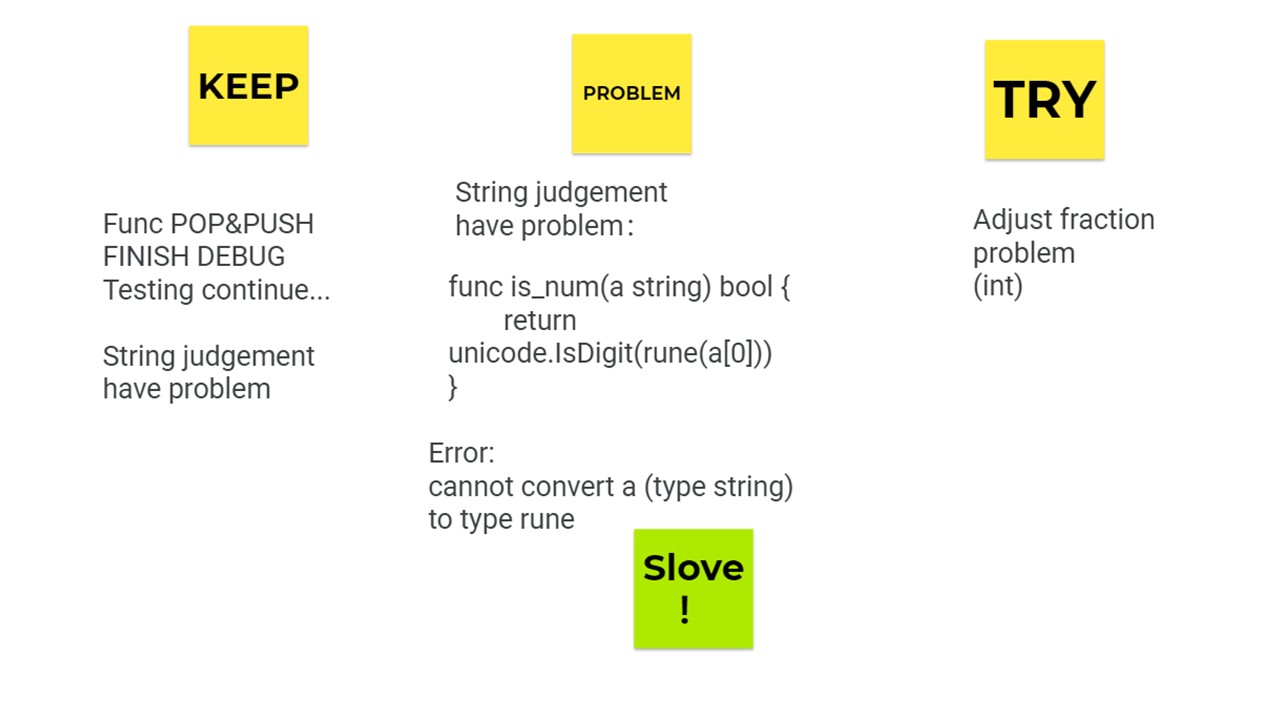 KEEP
Func POP&PUSH
FINISH DEBUG
Testing continue...
String judgement
have problem
PROBLEM
String judgement
have problem：
func is_num(a string) bool {
return
unicode.IsDigit(rune(a[0]))
}
Error:
cannot convert a (type string)
to type rune
Slove
!
TRY
Adjust fraction
problem
(int)